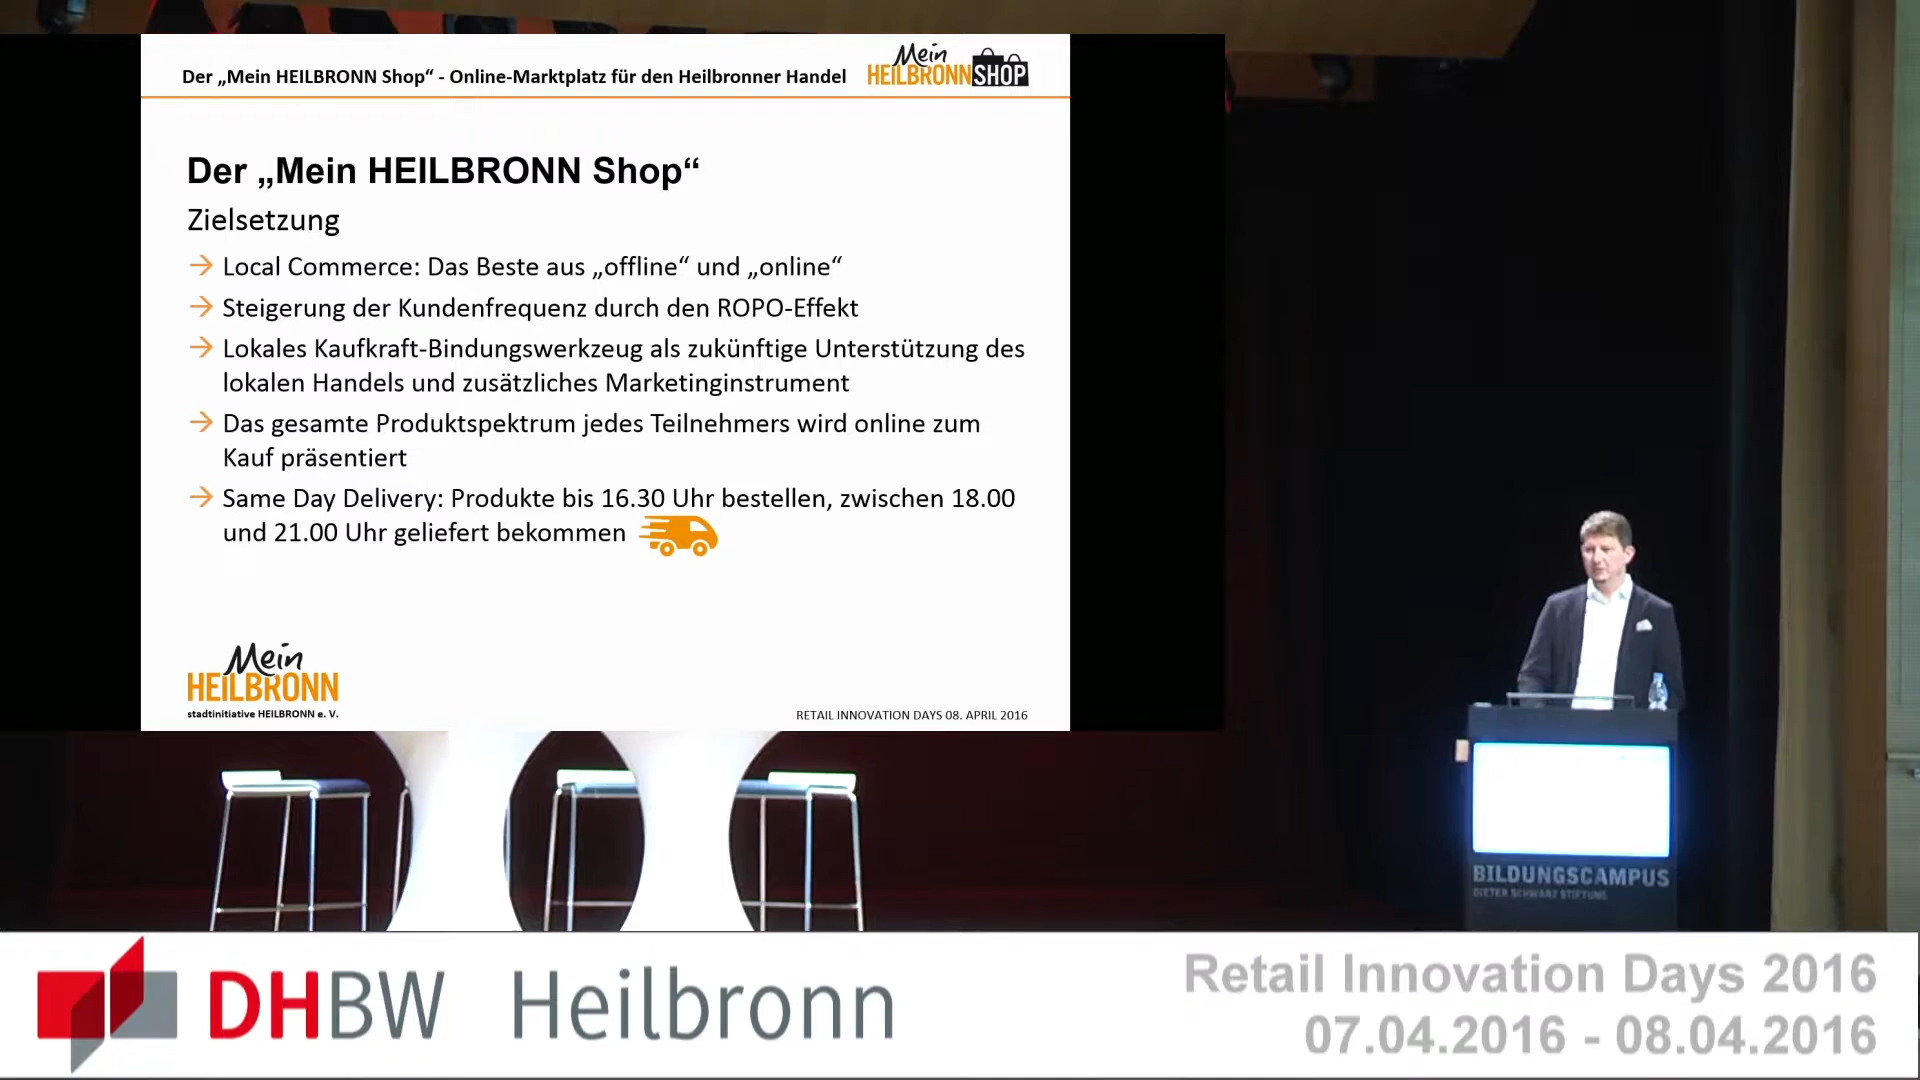 Der „Mein HEILBRONN Shop“ - Online-Marktplatz für den Heilbronner Handel
Mein
HEILBRONN SHOP
Der „Mein HEILBRONN Shop“
Zielsetzung
→ Local Commerce: Das Beste aus „offline“ und „online“
→ Steigerung der Kundenfrequenz durch den ROPO-Effekt
→ Lokales Kaufkraft-Bindungswerkzeug als zukünftige Unterstützung des
lokalen Handels und zusätzliches Marketinginstrument
→ Das gesamte Produktspektrum jedes Teilnehmers wird online zum
Kauf präsentiert
→ Same Day Delivery: Produkte bis 16.30 Uhr bestellen, zwischen 18.00
und 21.00 Uhr geliefert bekommen
Mein
HEILBRONN
stadtinitiative HEILBRONN e. V.
RETAIL INNOVATION DAYS 08. APRIL 2016
BILDUNGSCAMPUS
DIETER SCHWARZ STIFTUNG
DHBW Heilbronn
Retail Innovation Days 2016
07.04.2016 - 08.04.2016